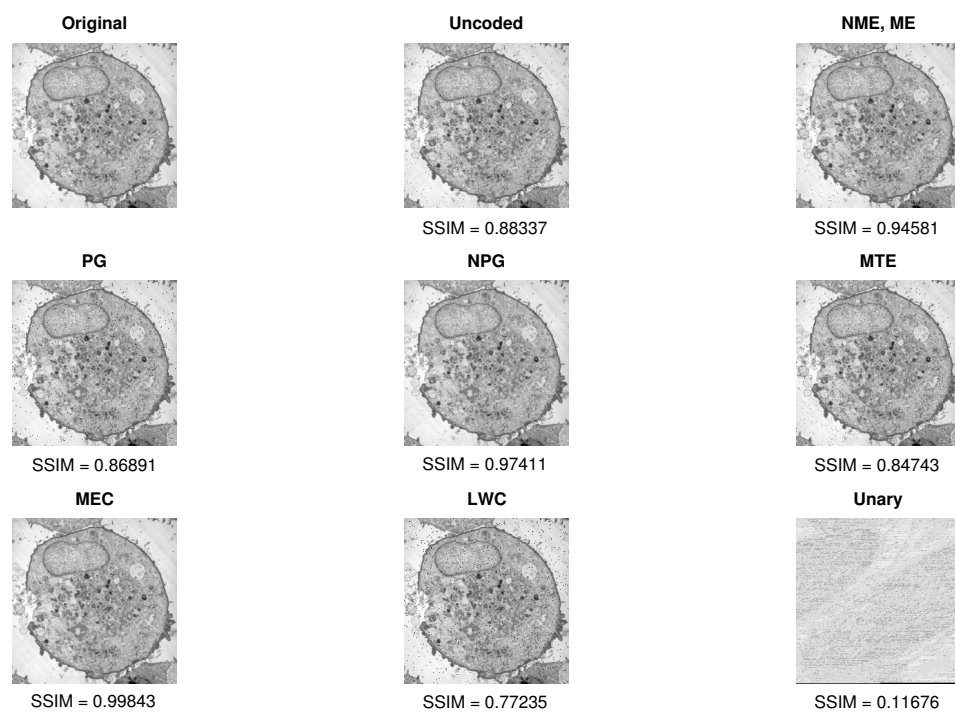 Original
Uncoded
NME, ME
SSIM = 0.88337
SSIM = 0.94581
PG
NPG
MTE
SSIM = 0.86891
SSIM = 0.97411
SSIM = 0.84743
MEC
LWC
Unary
SSIM = 0.99843
SSIM = 0.77235
SSIM = 0.11676